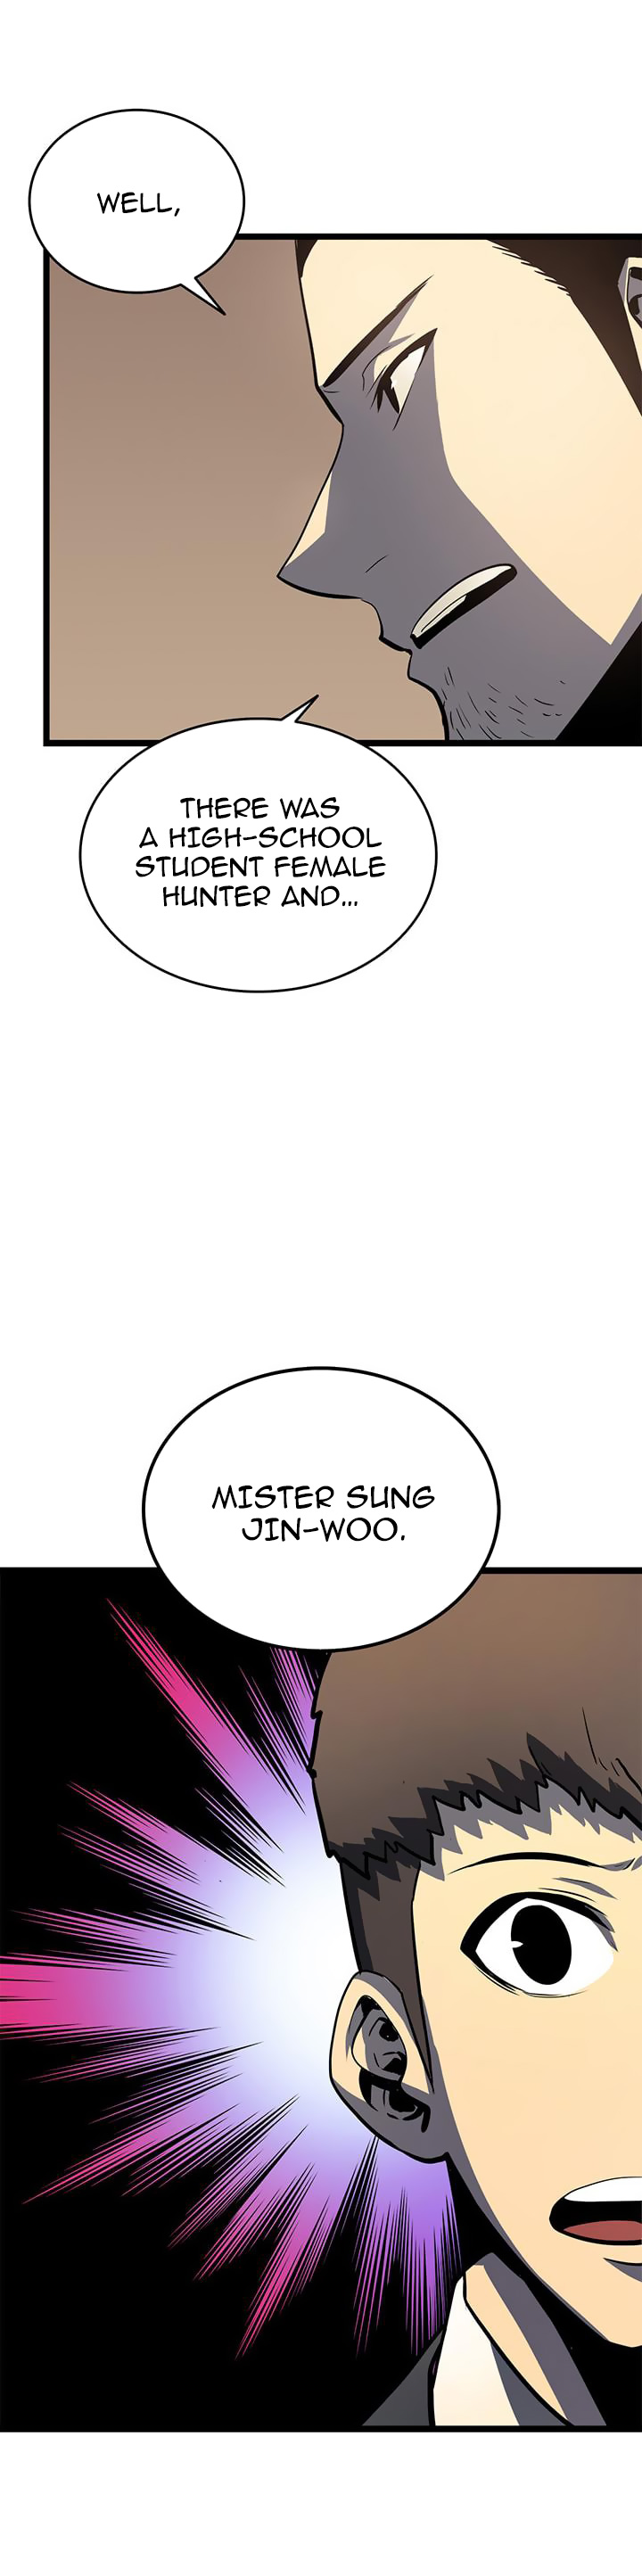 WELL,
THERE WAS
A HIGH-SCHOOL
STUDENT FEMALE
HUNTER AND...
MISTER SUNG
JIN-WOO.